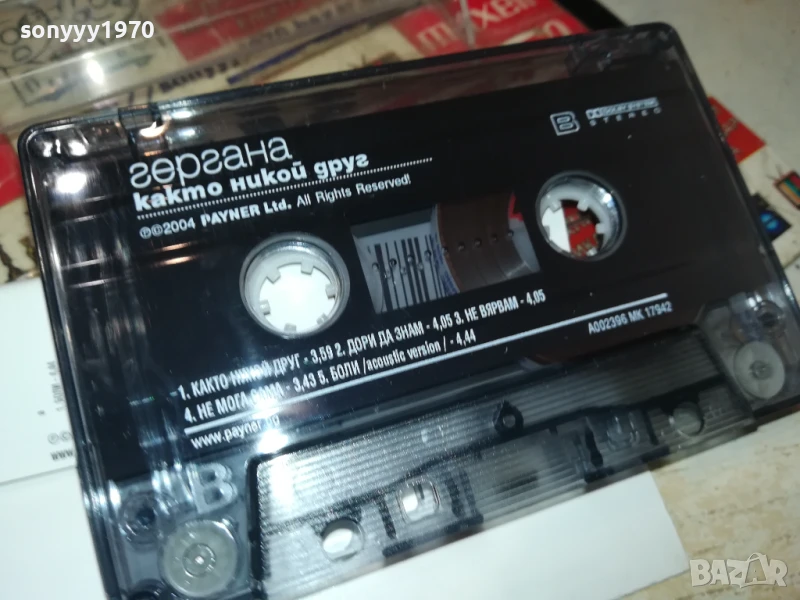 sonyyy1970
maxell
гергана
както никой друг
℗©2004 PAYNER Ltd. All Rights Reserved!
B
STEREO
1. КАКТО НИКОЙ ДРУГ - 3,59 2. ДОРИ ДА ЗНАМ - 4,05 3. НЕ ВЯРВАМ - 4,05
4. НЕ МОГА САМА - 3,43 5. БОЛИ /acoustic version / - 4,44
A002396 MK 17942
www.payner.bg
B
BAZAR